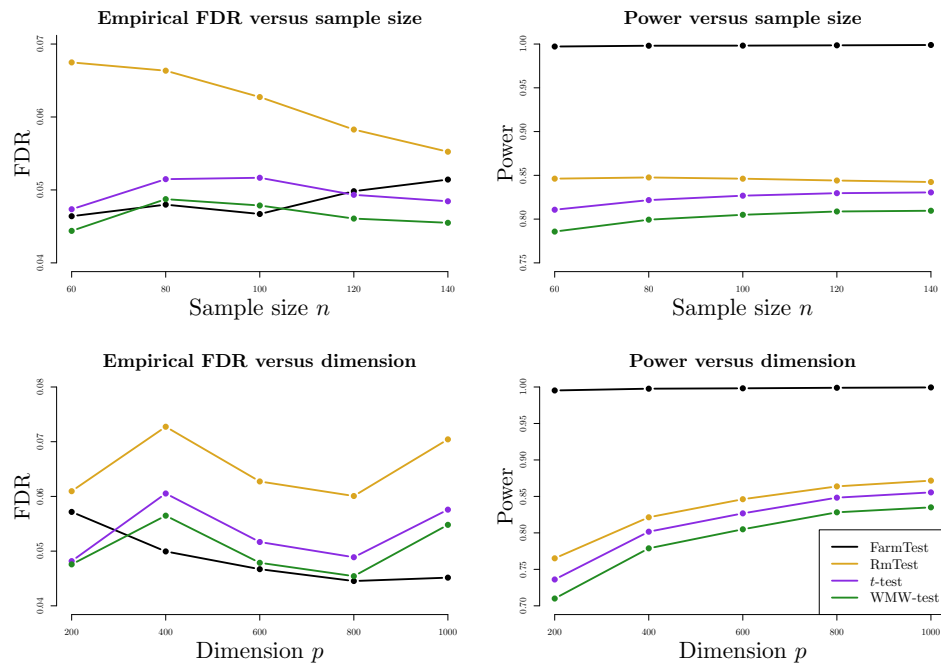 Empirical FDR versus sample size
FDR
0.07
0.06
0.05
0.04
60
80
100
120
140
Sample size n
Power versus sample size
Power
1.00
0.95
0.90
0.85
0.80
0.75
60
80
100
120
140
Sample size n
Empirical FDR versus dimension
FDR
0.08
0.07
0.06
0.05
0.04
200
400
600
800
1000
Dimension p
Power versus dimension
Power
1.00
0.95
0.90
0.85
0.80
0.75
0.70
200
400
600
800
1000
Dimension p
FarmTest
RmTest
t-test
WMW-test